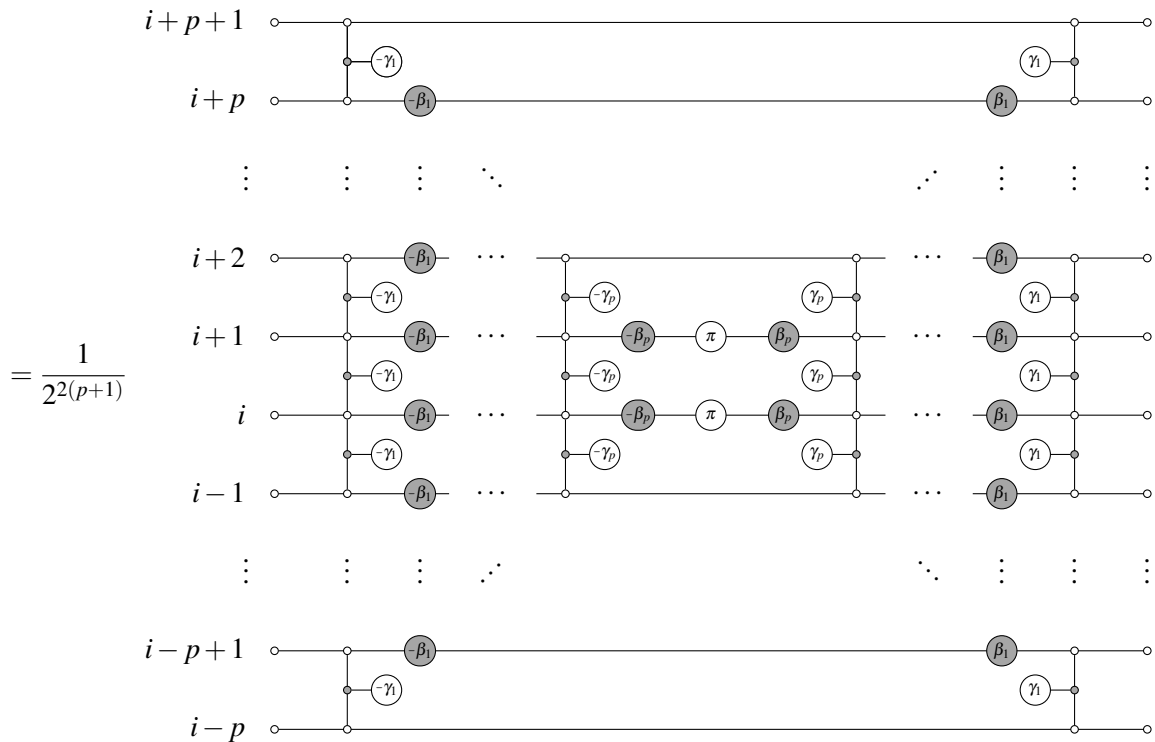 i + p + 1
-γ₁ γ₁
i + p -β₁ β₁
⋮ ⋮ ⋮ ⋱ ⋰ ⋮ ⋮ ⋮
i + 2 -β₁ ··· ··· β₁
-γ₁ -γₚ γₚ γ₁
i + 1 -β₁ ··· -βₚ π βₚ ··· β₁
= 1 / 2^{2(p+1)} -γ₁ -γₚ γₚ γ₁
i -β₁ ··· -βₚ π βₚ ··· β₁
-γ₁ -γₚ γₚ γ₁
i − 1 -β₁ ··· ··· β₁
⋮ ⋮ ⋮ ⋰ ⋱ ⋮ ⋮ ⋮
i − p + 1 -β₁ β₁
-γ₁ γ₁
i − p